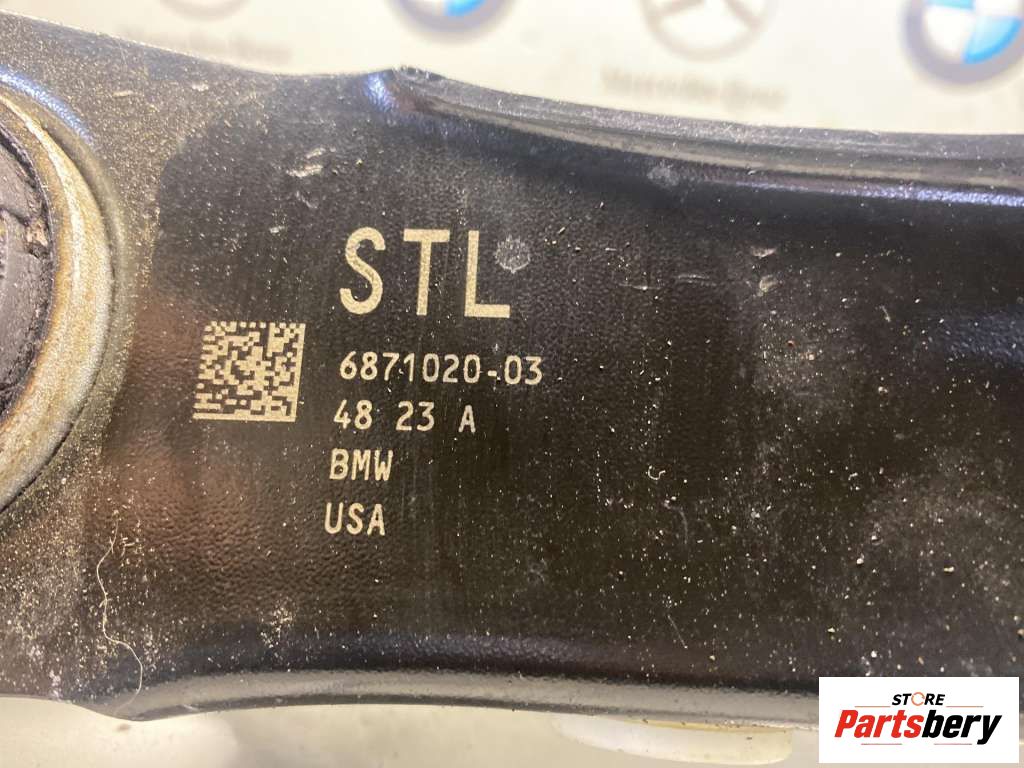 STL
6871020-03
48 23 A
BMW
USA
STORE
Partsbery